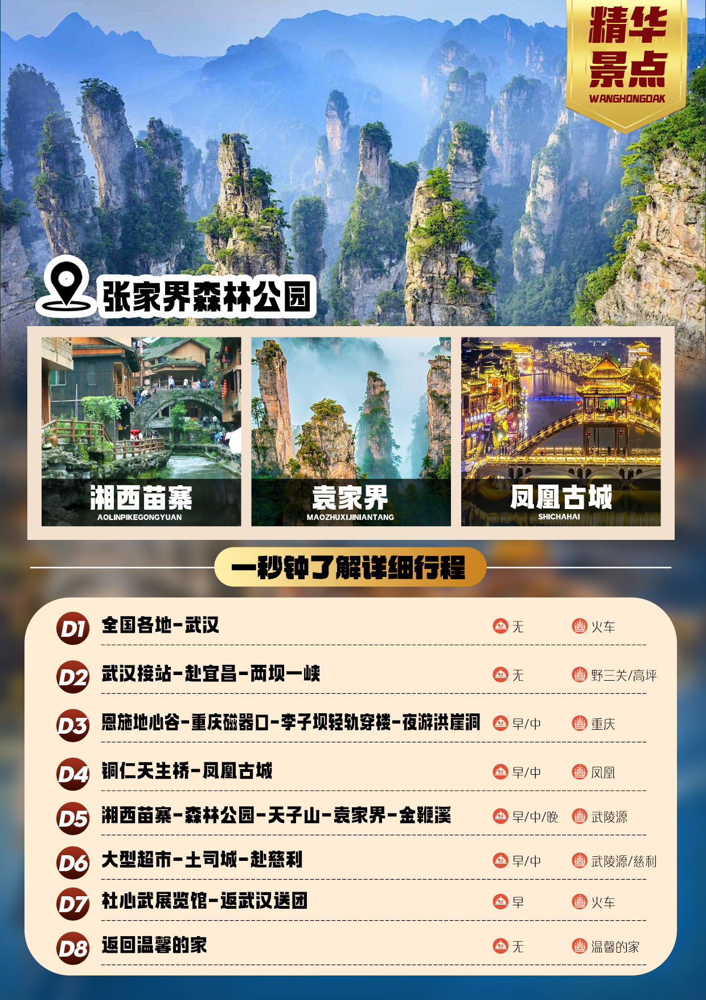 精华
景点
WANGHONGDAK
张家界森林公园
湘西苗寨
AOLINPIKEGONGYUAN
袁家界
MAOZHUXIJINIANTANG
凤凰古城
SHICHAHAI
一秒钟了解详细行程
D1 全国各地-武汉 无 火车
D2 武汉接站-赴宜昌-两坝一峡 无 野三关/高坪
D3 恩施地心谷-重庆磁器口-李子坝轻轨穿楼-夜游洪崖洞 早/中 重庆
D4 铜仁天生桥-凤凰古城 早/中 凤凰
D5 湘西苗寨-森林公园-天子山-袁家界-金鞭溪 早/中/晚 武陵源
D6 大型超市-土司城-赴慈利 早/中 武陵源/慈利
D7 杜心武展览馆-返武汉送团 早 火车
D8 返回温馨的家 无 温馨的家